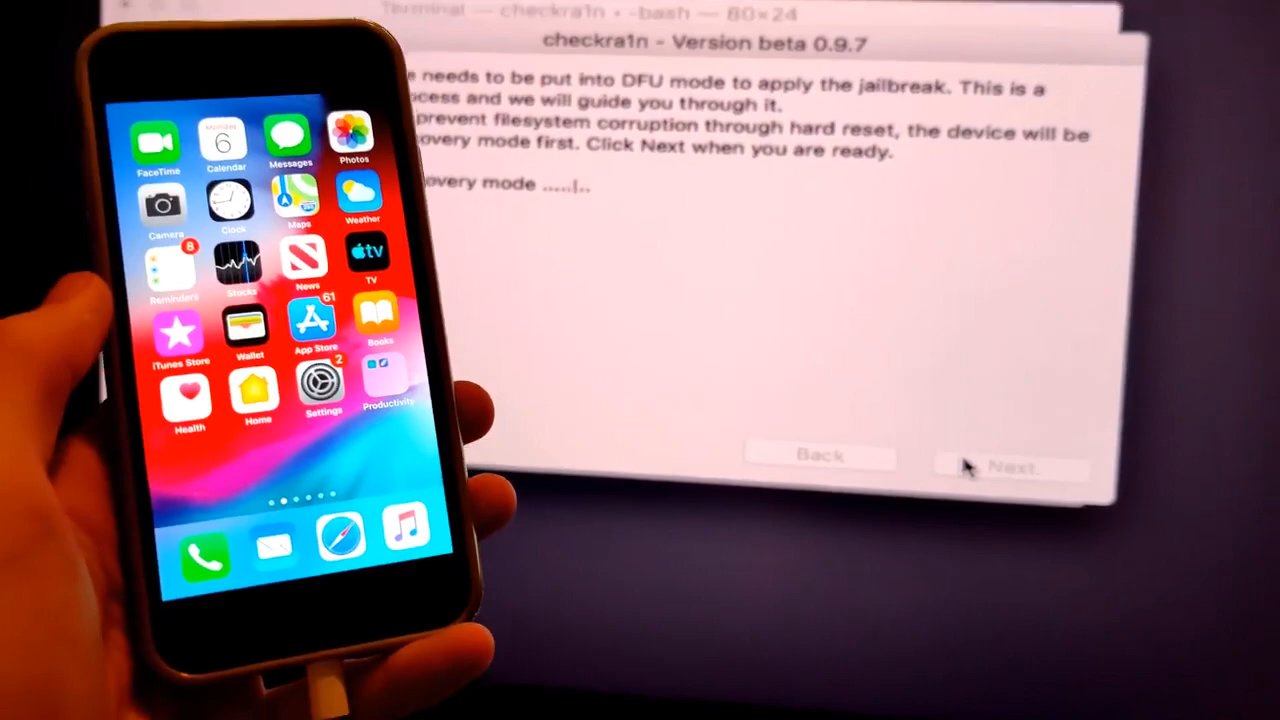 Terminal — checkra1n • -bash — 80×24
checkra1n - Version beta 0.9.7
e needs to be put into DFU mode to apply the jailbreak. This is a
cess and we will guide you through it.
prevent filesystem corruption through hard reset, the device will be
overy mode first. Click Next when you are ready.
overy mode .....|..
Back
Next
Monday
6
FaceTime
Calendar
Messages
Photos
Camera
Clock
Maps
Weather
8
tv
Reminders
Stocks
News
TV
61
iTunes Store
Wallet
App Store
Books
2
Health
Home
Settings
Productivity